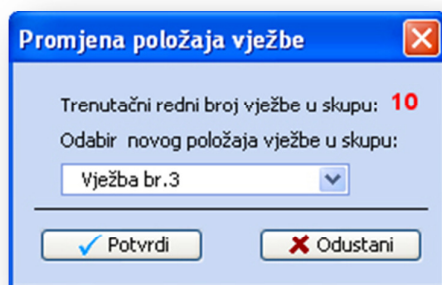 Promjena položaja vježbe
Trenutačni redni broj vježbe u skupu: 10
Odabir novog položaja vježbe u skupu:
Vježba br.3
Potvrdi
Odustani